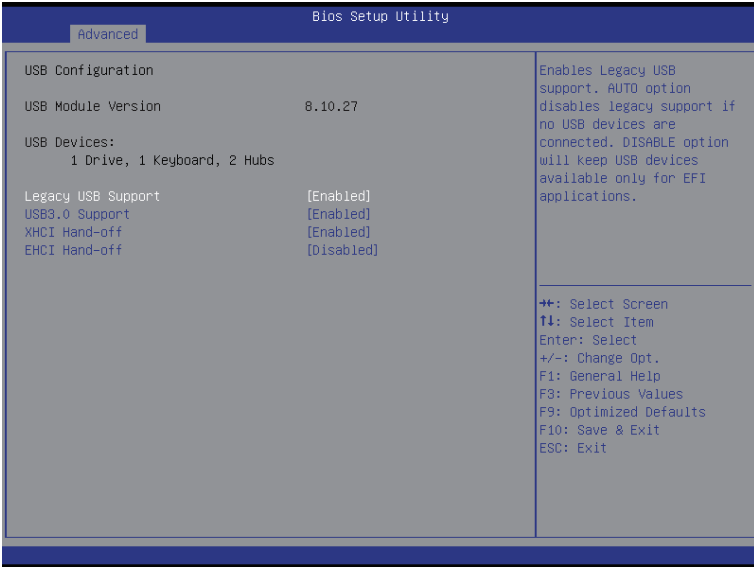 Bios Setup Utility
Advanced
USB Configuration
USB Module Version 8.10.27
USB Devices:
1 Drive, 1 Keyboard, 2 Hubs
Legacy USB Support [Enabled]
USB3.0 Support [Enabled]
XHCI Hand-off [Enabled]
EHCI Hand-off [Disabled]
Enables Legacy USB
support. AUTO option
disables legacy support if
no USB devices are
connected. DISABLE option
will keep USB devices
available only for EFI
applications.
→←: Select Screen
↑↓: Select Item
Enter: Select
+/-: Change Opt.
F1: General Help
F3: Previous Values
F9: Optimized Defaults
F10: Save & Exit
ESC: Exit